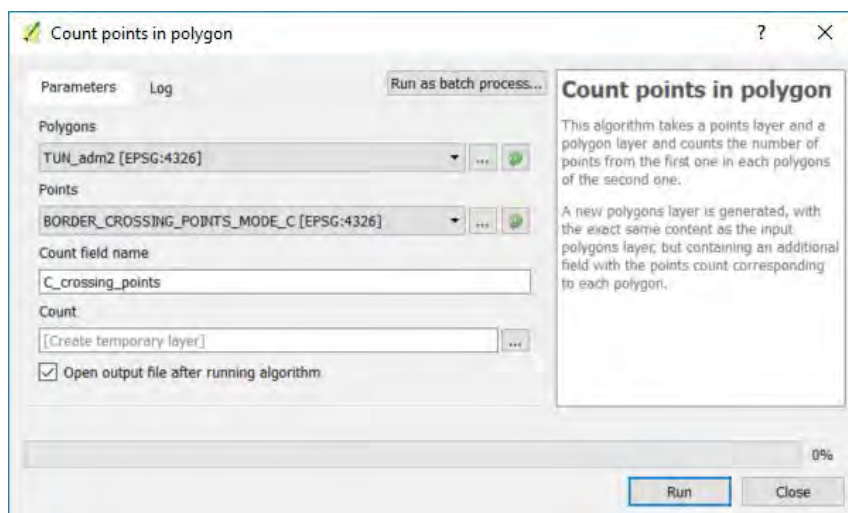 Count points in polygon
?
Parameters
Log
Run as batch process...
Polygons
TUN_adm2 [EPSG:4326]
...
Points
BORDER_CROSSING_POINTS_MODE_C [EPSG:4326]
...
Count field name
C_crossing_points
Count
[Create temporary layer]
...
Open output file after running algorithm
Count points in polygon
This algorithm takes a points layer and a
polygon layer and counts the number of
points from the first one in each polygons
of the second one.
A new polygons layer is generated, with
the exact same content as the input
polygons layer, but containing an additional
field with the points count corresponding
to each polygon.
0%
Run
Close